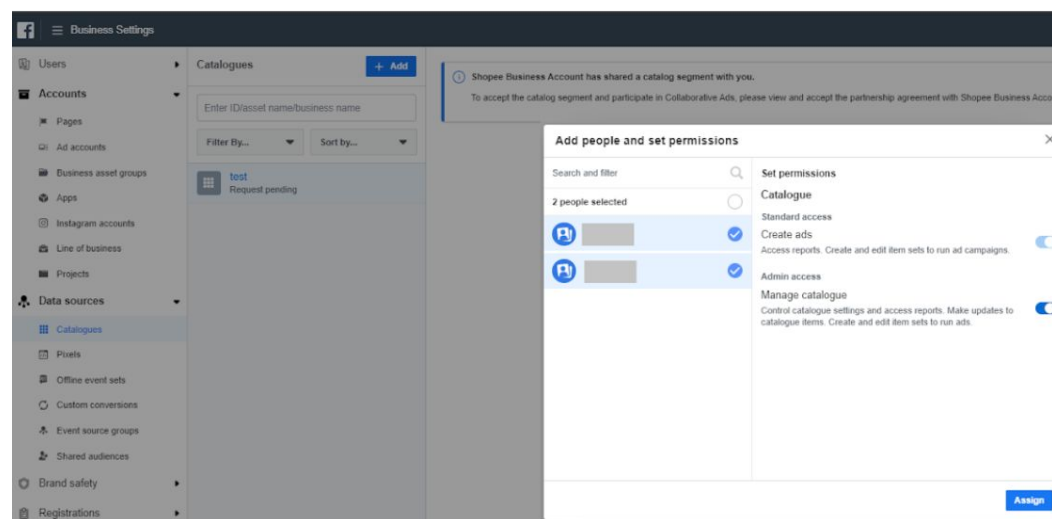 Business Settings
Users
Accounts
Pages
Ad accounts
Business asset groups
Apps
Instagram accounts
Line of business
Projects
Data sources
Catalogues
Pixels
Offline event sets
Custom conversions
Event source groups
Shared audiences
Brand safety
Registrations
Catalogues
+ Add
Enter ID/asset name/business name
Filter By...
Sort by...
test
Request pending
Shopee Business Account has shared a catalog segment with you.
To accept the catalog segment and participate in Collaborative Ads, please view and accept the partnership agreement with Shopee Business Acco
Add people and set permissions
Search and filter
2 people selected
Set permissions
Catalogue
Standard access
Create ads
Access reports. Create and edit item sets to run ad campaigns.
Admin access
Manage catalogue
Control catalogue settings and access reports. Make updates to
catalogue items. Create and edit item sets to run ads.
Assign